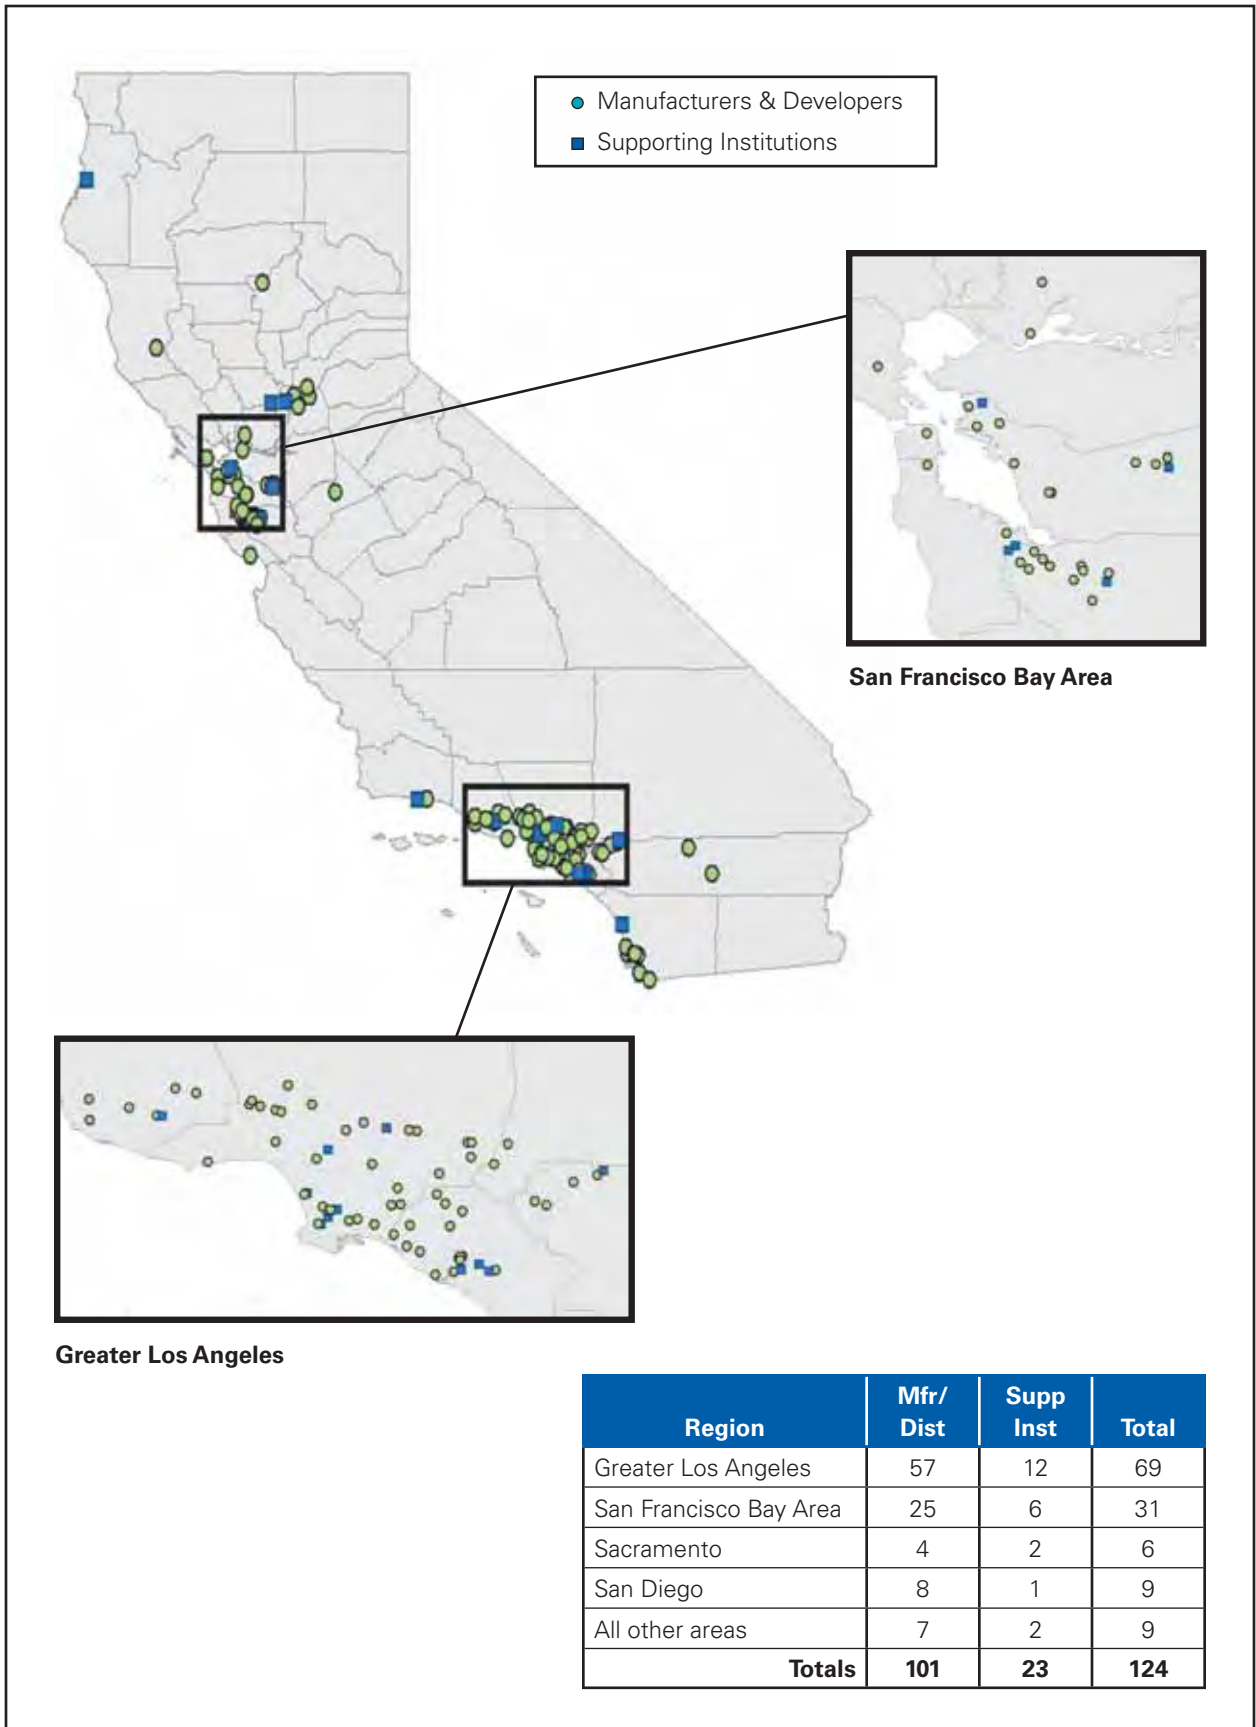 Manufacturers & Developers
Supporting Institutions
San Francisco Bay Area
Greater Los Angeles
Region Mfr/ Dist Supp Inst Total
Greater Los Angeles 57 12 69
San Francisco Bay Area 25 6 31
Sacramento 4 2 6
San Diego 8 1 9
All other areas 7 2 9
Totals 101 23 124